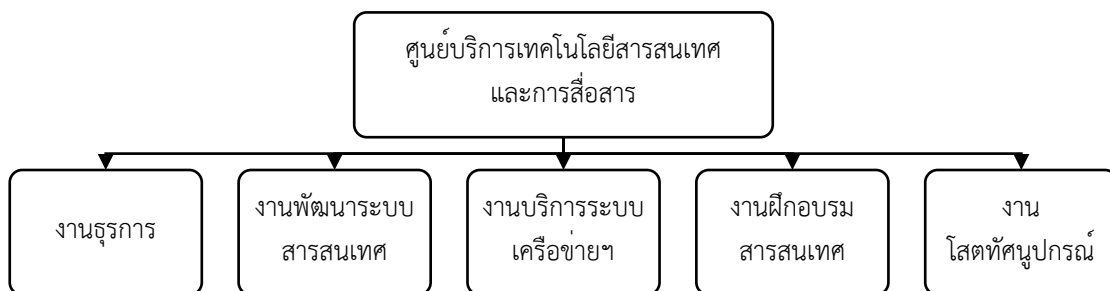 ศูนย์บริการเทคโนโลยีสารสนเทศ
และการสื่อสาร
งานธุรการ
งานพัฒนาระบบ
สารสนเทศ
งานบริการระบบ
เครือข่ายฯ
งานฝึกอบรม
สารสนเทศ
งาน
โสตทัศนูปกรณ์